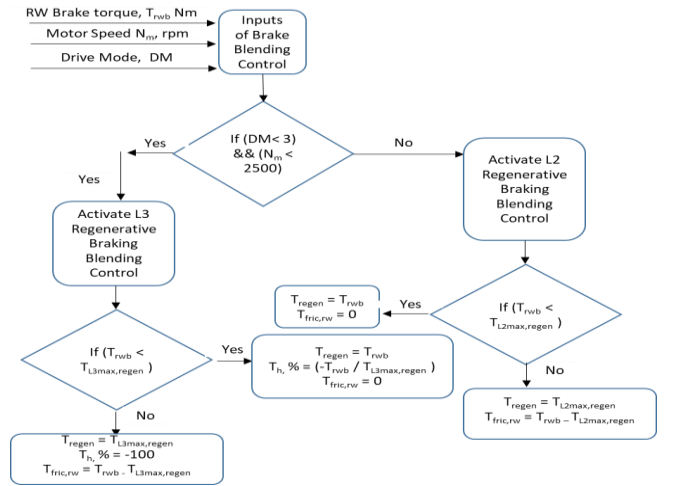 RW Brake torque, Trwb Nm
Motor Speed Nm, rpm
Drive Mode, DM
Inputs
of Brake
Blending
Control
If (DM< 3)
&& (Nm <
2500)
Yes
No
Yes
Activate L3
Regenerative
Braking
Blending
Control
Activate L2
Regenerative
Braking
Blending
Control
Tregen = Trwb
Tfric,rw = 0
Yes
If (Trwb <
TL2max,regen )
If (Trwb <
TL3max,regen )
Yes
Tregen = Trwb
Th, % = (-Trwb / TL3max,regen )
Tfric,rw = 0
No
Tregen = TL2max,regen
Tfric,rw = Trwb – TL2max,regen
No
Tregen = TL3max,regen
Th, % = -100
Tfric,rw = Trwb - TL3max,regen